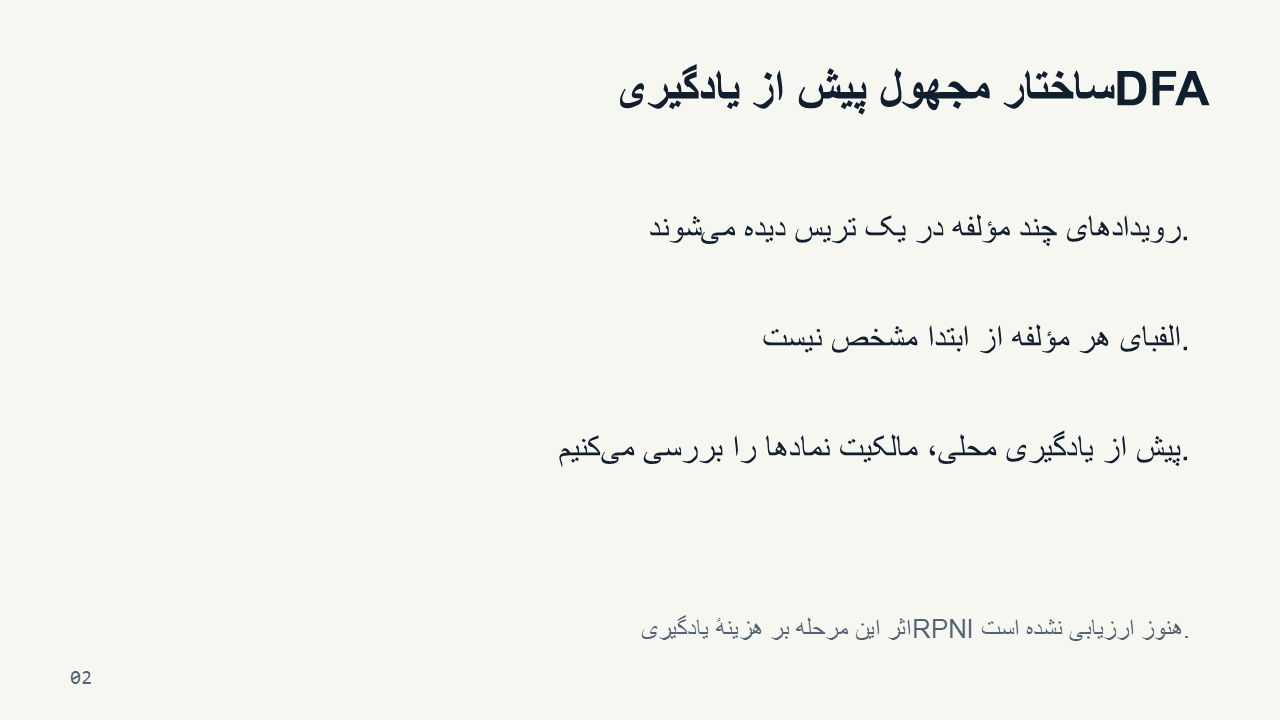 ساختار مجهول پیش از یادگیری DFA
رویدادهای چند مؤلفه در یک تریس دیده می‌شوند.
الفبای هر مؤلفه از ابتدا مشخص نیست.
پیش از یادگیری محلی، مالکیت نمادها را بررسی می‌کنیم.
اثر این مرحله بر هزینهٔ یادگیری RPNI هنوز ارزیابی نشده است.
02